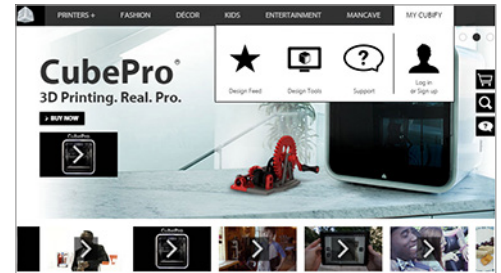 PRINTERS + FASHION DÉCOR KIDS ENTERTAINMENT MANCAVE MY CUBIFY
CubePro®
3D Printing. Real. Pro.
› BUY NOW
CubePro
Design Feed Design Tools Support Log in
or Sign up
CubePro